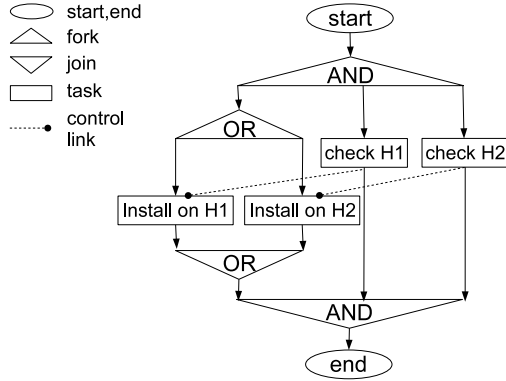 start,end
fork
join
task
control
link
start
AND
OR
check H1
check H2
Install on H1
Install on H2
OR
AND
end